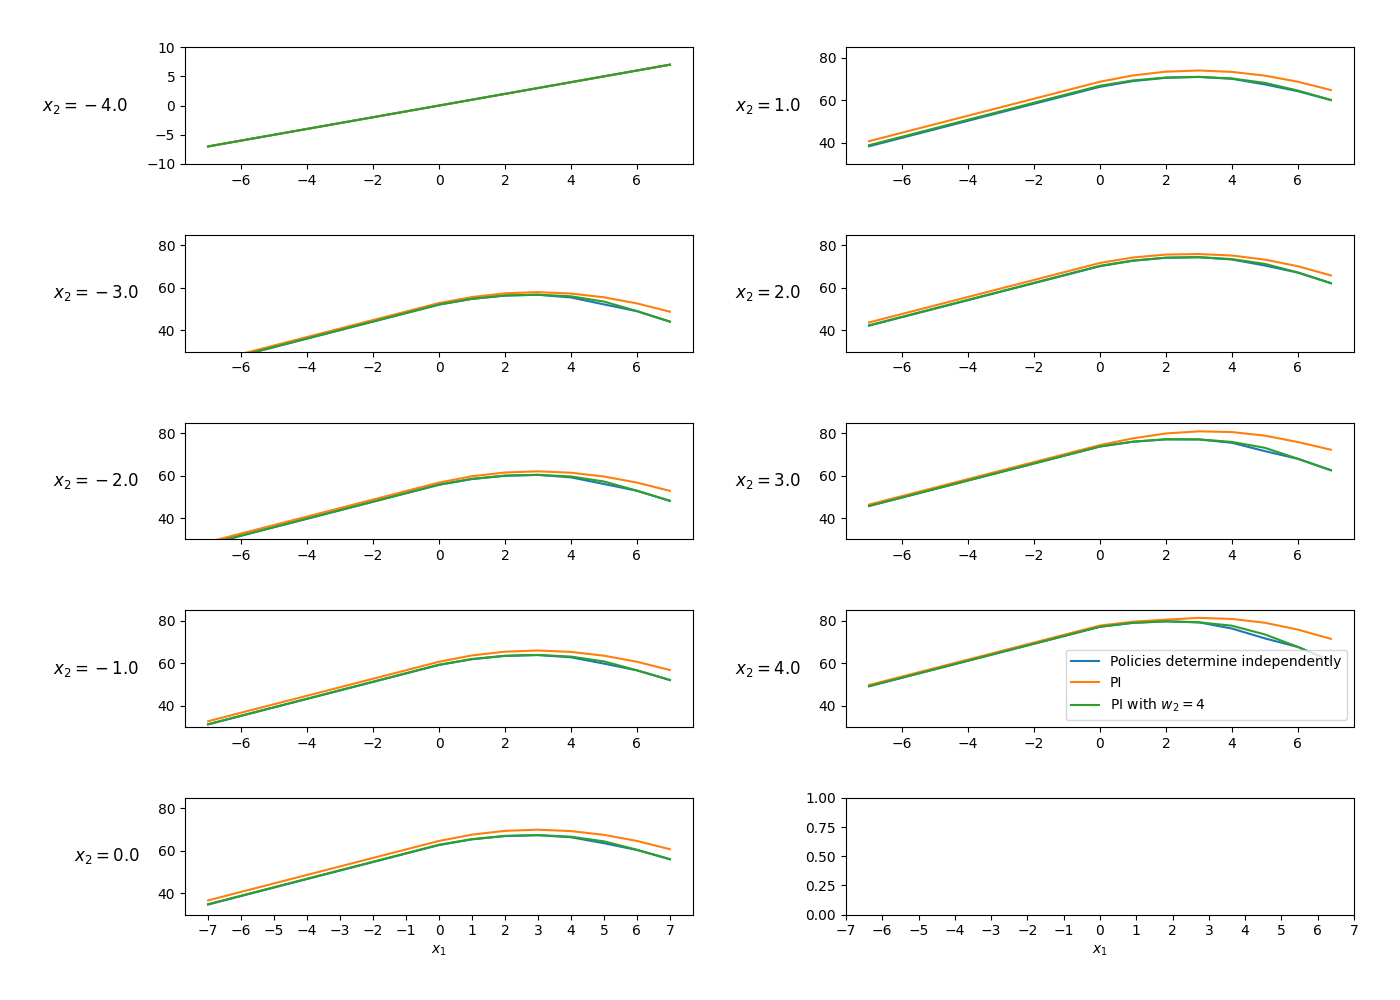 10
5
0
−5
−10
x₂ = −4.0
−6 −4 −2 0 2 4 6
80
60
40
x₂ = 1.0
−6 −4 −2 0 2 4 6
80
60
40
x₂ = −3.0
−6 −4 −2 0 2 4 6
80
60
40
x₂ = 2.0
−6 −4 −2 0 2 4 6
80
60
40
x₂ = −2.0
−6 −4 −2 0 2 4 6
80
60
40
x₂ = 3.0
−6 −4 −2 0 2 4 6
80
60
40
x₂ = −1.0
−6 −4 −2 0 2 4 6
80
60
40
x₂ = 4.0
Policies determine independently
PI
PI with w₂ = 4
−6 −4 −2 0 2 4 6
80
60
40
x₂ = 0.0
−7 −6 −5 −4 −3 −2 −1 0 1 2 3 4 5 6 7
x₁
1.00
0.75
0.50
0.25
0.00
−7 −6 −5 −4 −3 −2 −1 0 1 2 3 4 5 6 7
x₁